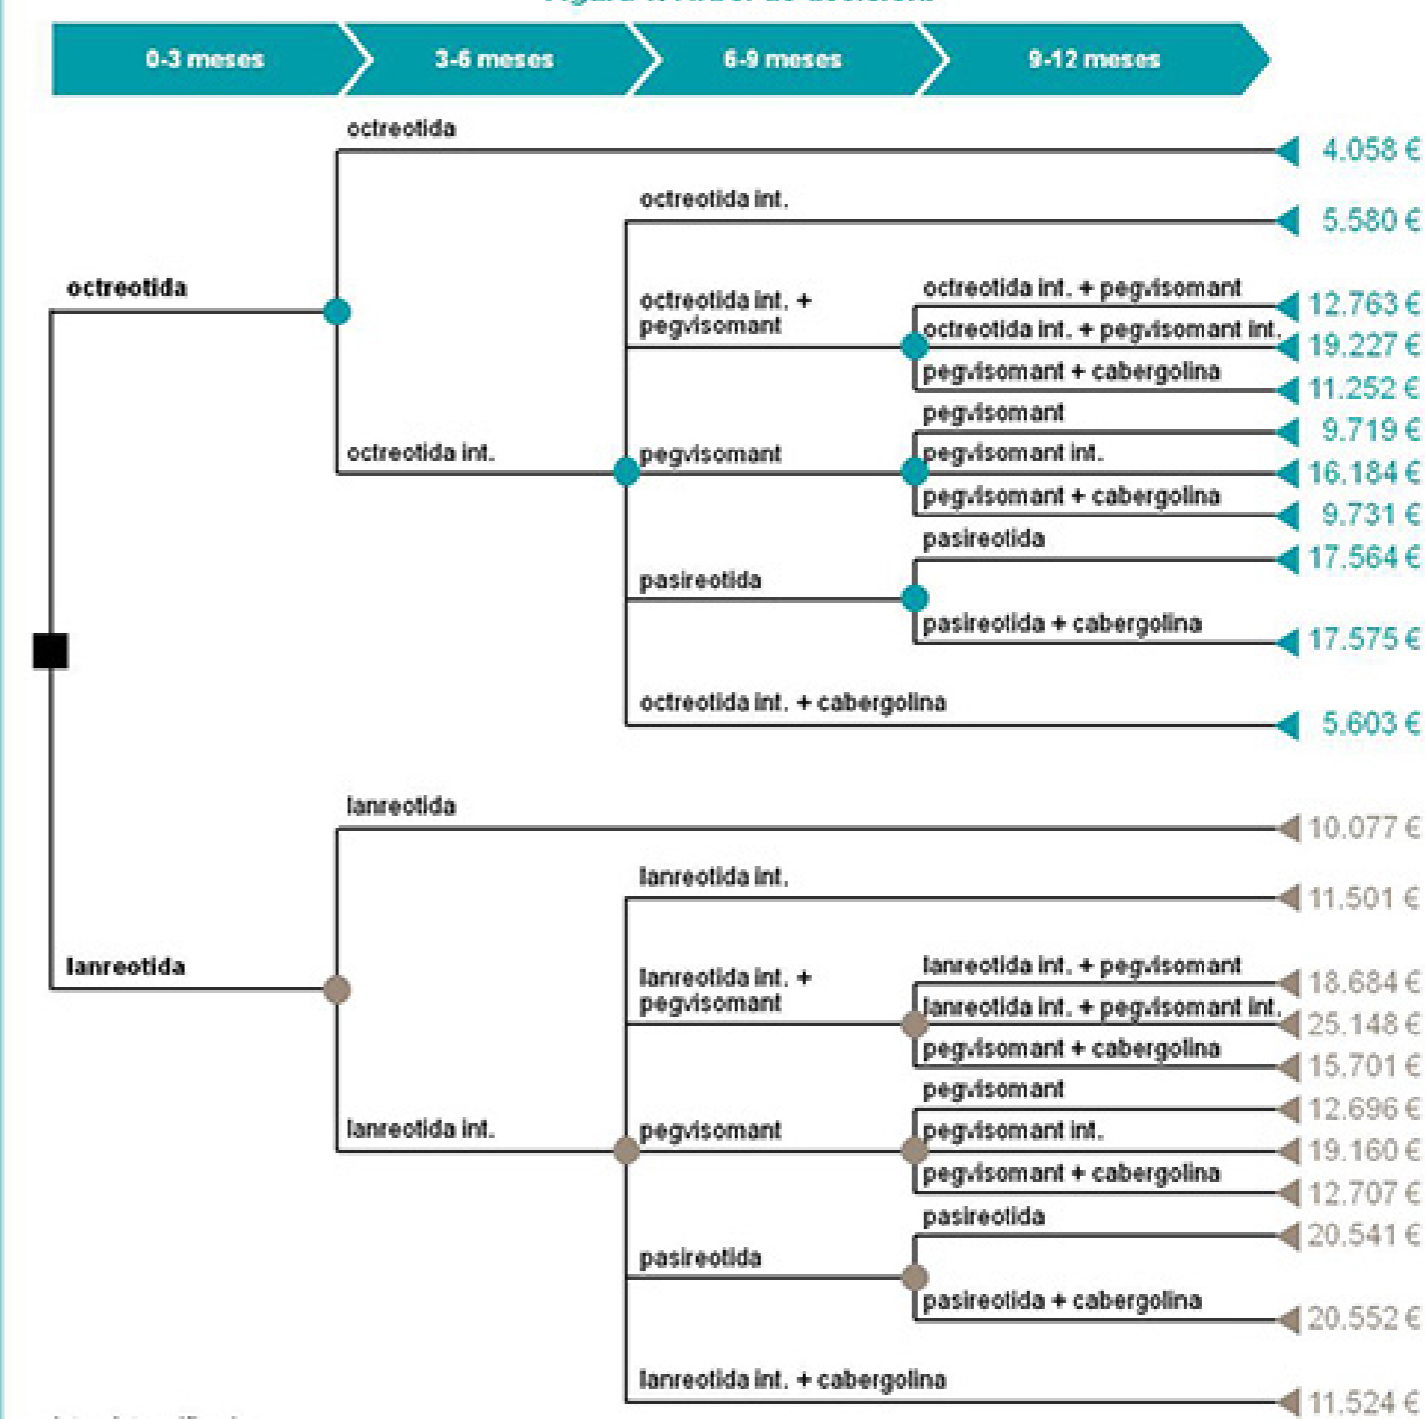 0-3 meses 3-6 meses 6-9 meses 9-12 meses
octreotida
4.058 €
octreotida int.
5.580 €
octreotida
octreotida int. + pegvisomant
12.763 €
octreotida int. +
pegvisomant
octreotida int. + pegvisomant int.
19.227 €
pegvisomant + cabergolina
11.252 €
pegvisomant
9.719 €
octreotida int.
pegvisomant
pegvisomant int.
16.184 €
pegvisomant + cabergolina
9.731 €
pasireotida
17.564 €
pasireotida
pasireotida + cabergolina
17.575 €
octreotida int. + cabergolina
5.603 €
lanreotida
10.077 €
lanreotida int.
11.501 €
lanreotida
lanreotida int. + pegvisomant
18.684 €
lanreotida int. +
pegvisomant
lanreotida int. + pegvisomant int.
25.148 €
pegvisomant + cabergolina
15.701 €
pegvisomant
12.696 €
lanreotida int.
pegvisomant
pegvisomant int.
19.160 €
pegvisomant + cabergolina
12.707 €
pasireotida
20.541 €
pasireotida
pasireotida + cabergolina
20.552 €
lanreotida int. + cabergolina
11.524 €